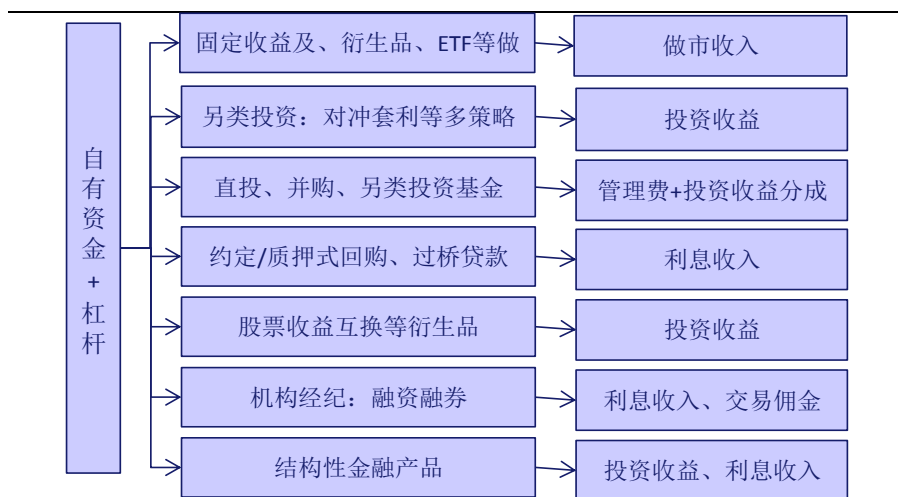 自有资金+杠杆
固定收益及、衍生品、ETF等做
做市收入
另类投资：对冲套利等多策略
投资收益
直投、并购、另类投资基金
管理费+投资收益分成
约定/质押式回购、过桥贷款
利息收入
股票收益互换等衍生品
投资收益
机构经纪：融资融券
利息收入、交易佣金
结构性金融产品
投资收益、利息收入